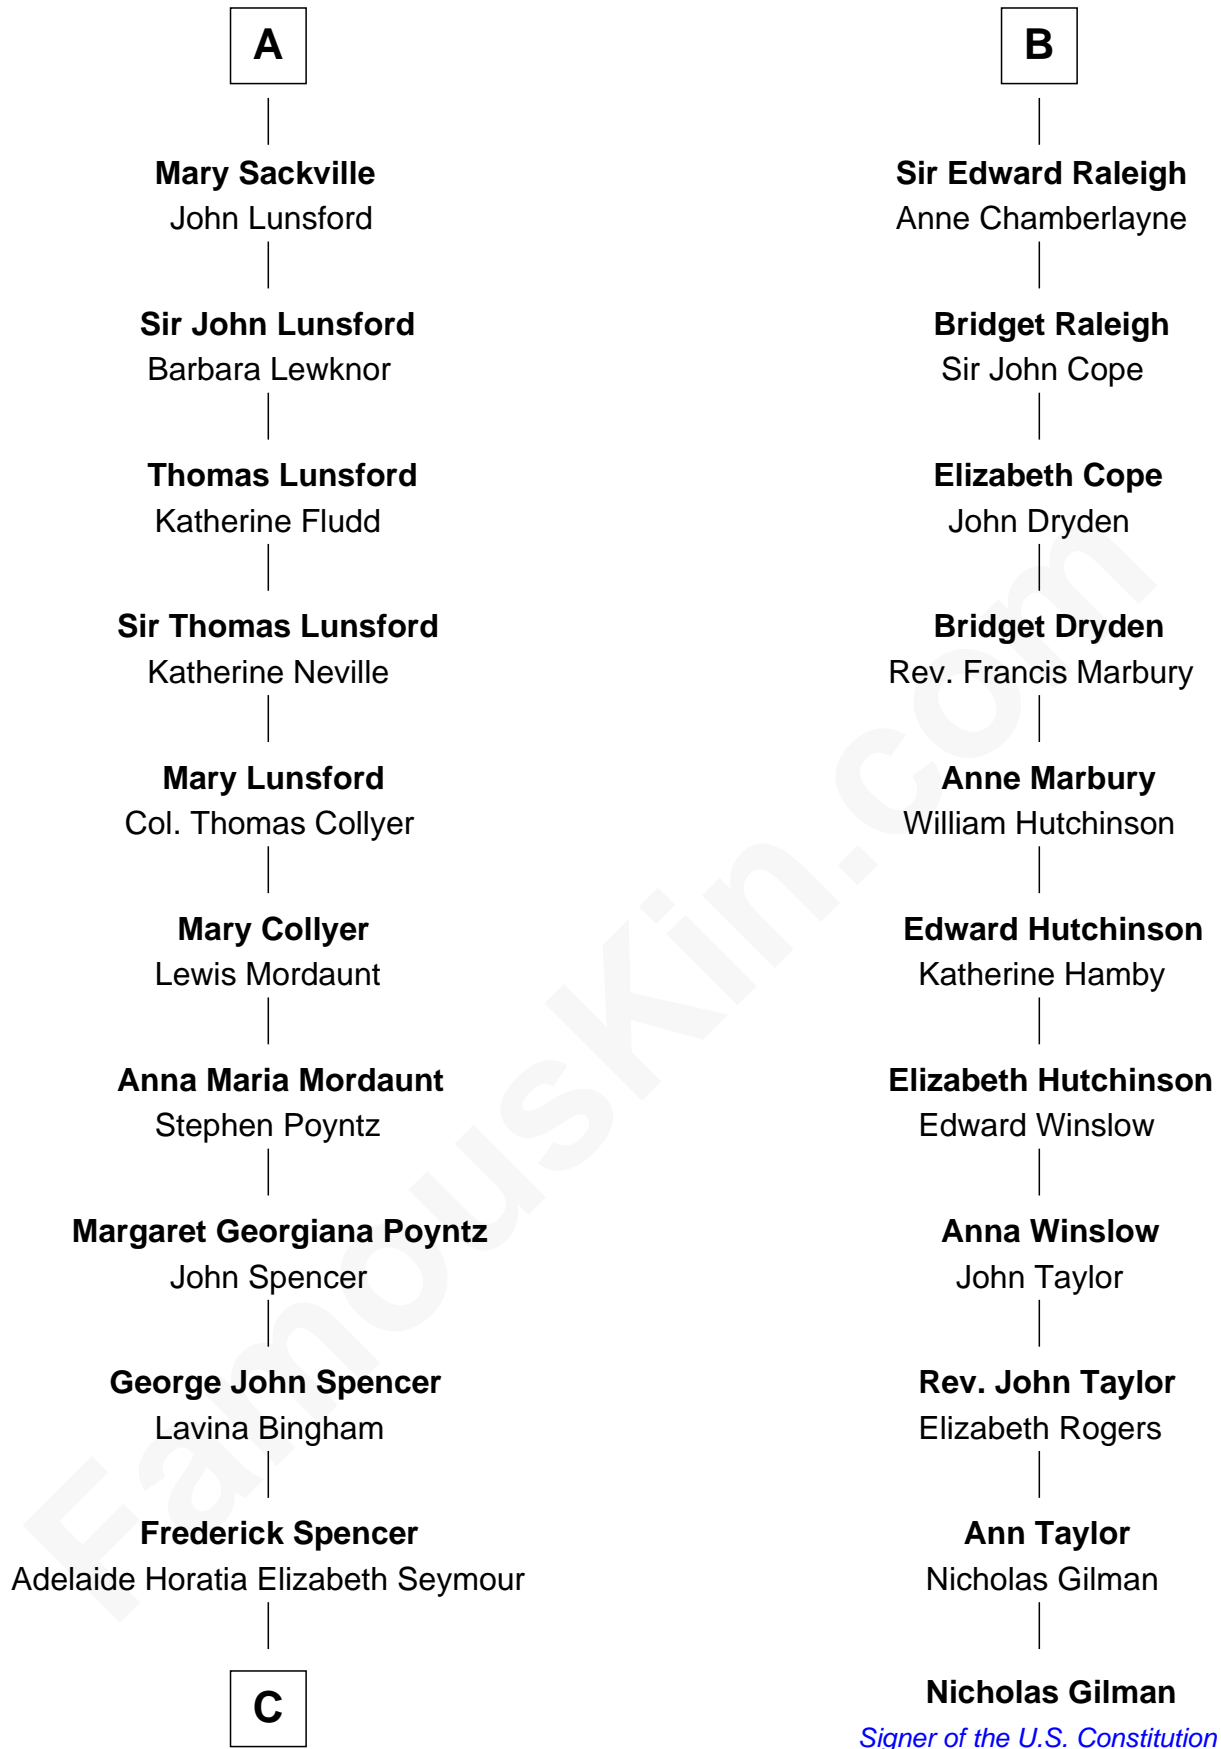 A
Mary Sackville
John Lunsford
Sir John Lunsford
Barbara Lewknor
Thomas Lunsford
Katherine Fludd
Sir Thomas Lunsford
Katherine Neville
Mary Lunsford
Col. Thomas Collyer
Mary Collyer
Lewis Mordaunt
Anna Maria Mordaunt
Stephen Poyntz
Margaret Georgiana Poyntz
John Spencer
George John Spencer
Lavina Bingham
Frederick Spencer
Adelaide Horatia Elizabeth Seymour
C
B
Sir Edward Raleigh
Anne Chamberlayne
Bridget Raleigh
Sir John Cope
Elizabeth Cope
John Dryden
Bridget Dryden
Rev. Francis Marbury
Anne Marbury
William Hutchinson
Edward Hutchinson
Katherine Hamby
Elizabeth Hutchinson
Edward Winslow
Anna Winslow
John Taylor
Rev. John Taylor
Elizabeth Rogers
Ann Taylor
Nicholas Gilman
Nicholas Gilman
Signer of the U.S. Constitution
FamousKin.com